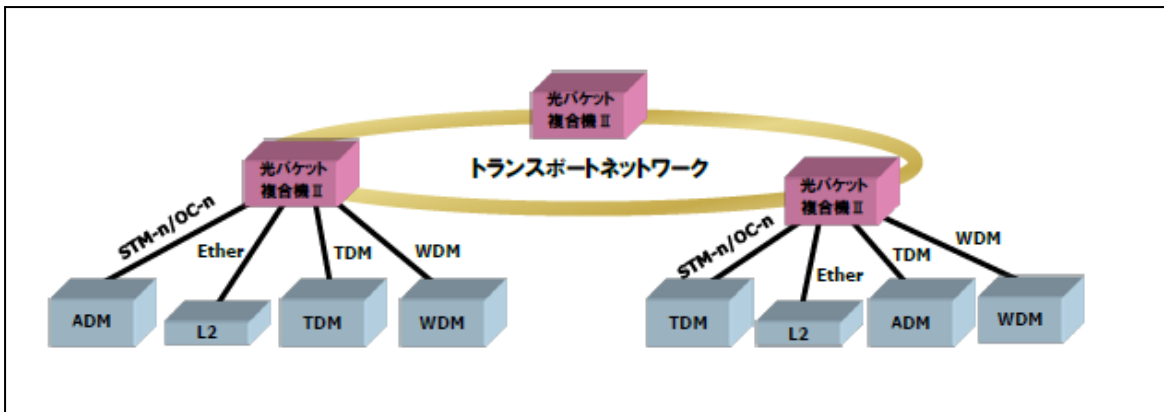 光パケット
複合機Ⅱ
光パケット
複合機Ⅱ
トランスポートネットワーク
光パケット
複合機Ⅱ
STM-n/OC-n
Ether
TDM
WDM
STM-n/OC-n
Ether
TDM
WDM
ADM
L2
TDM
WDM
TDM
L2
ADM
WDM